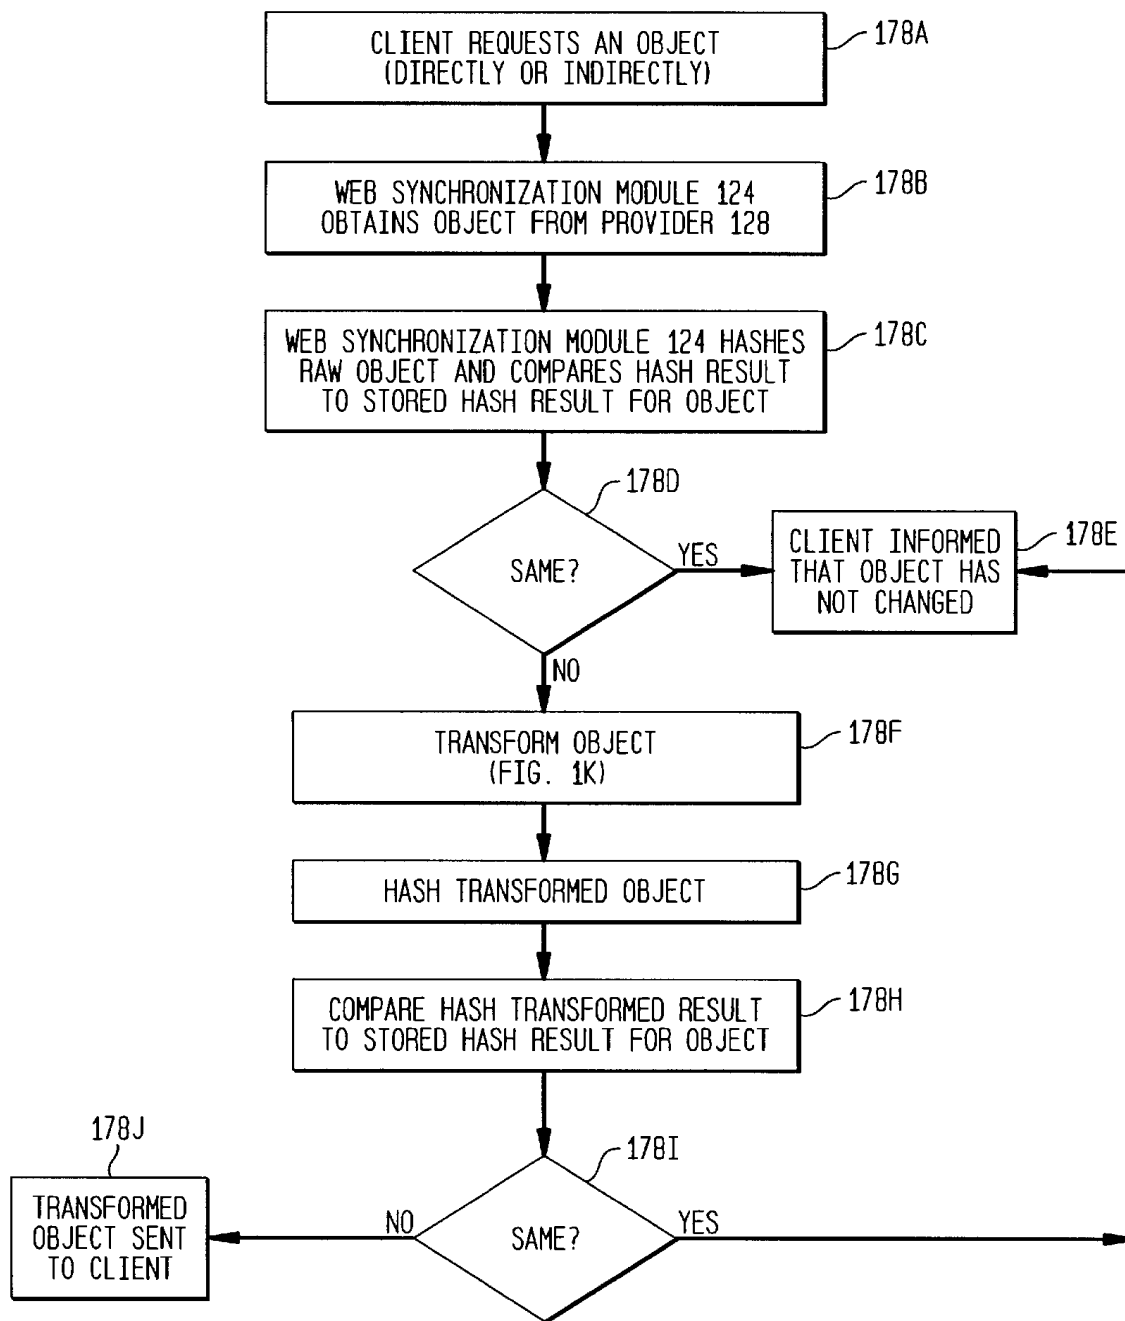 CLIENT REQUESTS AN OBJECT
(DIRECTLY OR INDIRECTLY)
178A
WEB SYNCHRONIZATION MODULE 124
OBTAINS OBJECT FROM PROVIDER 128
178B
WEB SYNCHRONIZATION MODULE 124 HASHES
RAW OBJECT AND COMPARES HASH RESULT
TO STORED HASH RESULT FOR OBJECT
178C
178D
SAME?
YES
NO
CLIENT INFORMED
THAT OBJECT HAS
NOT CHANGED
178E
TRANSFORM OBJECT
(FIG. 1K)
178F
HASH TRANSFORMED OBJECT
178G
COMPARE HASH TRANSFORMED RESULT
TO STORED HASH RESULT FOR OBJECT
178H
178I
SAME?
NO
YES
178J
TRANSFORMED
OBJECT SENT
TO CLIENT